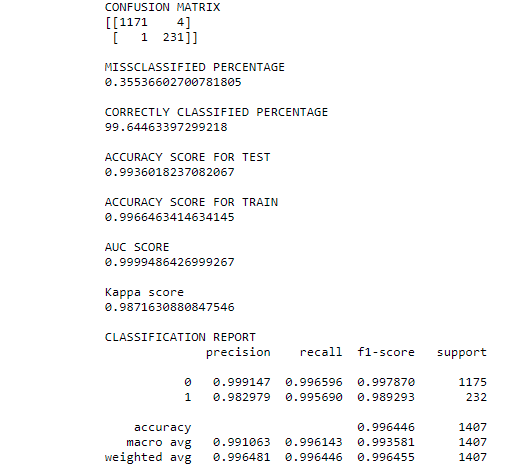 CONFUSION MATRIX
[[1171    4]
 [   1  231]]
MISSCLASSIFIED PERCENTAGE
0.35536602700781805
CORRECTLY CLASSIFIED PERCENTAGE
99.64463397299218
ACCURACY SCORE FOR TEST
0.9936018237082067
ACCURACY SCORE FOR TRAIN
0.9966463414634145
AUC SCORE
0.9999486426999267
Kappa score
0.9871630880847546
CLASSIFICATION REPORT
precision    recall  f1-score   support
0   0.999147  0.996596  0.997870      1175
1   0.982979  0.995690  0.989293       232
accuracy                       0.996446      1407
macro avg   0.991063  0.996143  0.993581      1407
weighted avg   0.996481  0.996446  0.996455      1407